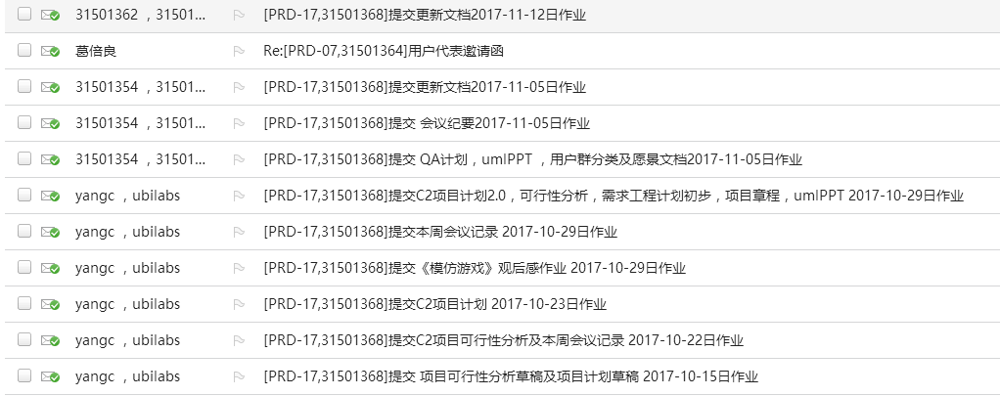 31501362 ，31501... [PRD-17,31501368]提交更新文档2017-11-12日作业
葛倍良 Re:[PRD-07,31501364]用户代表邀请函
31501354 ，31501... [PRD-17,31501368]提交更新文档2017-11-05日作业
31501354 ，31501... [PRD-17,31501368]提交 会议纪要2017-11-05日作业
31501354 ，31501... [PRD-17,31501368]提交 QA计划，umlPPT ，用户群分类及愿景文档2017-11-05日作业
yangc ，ubilabs [PRD-17,31501368]提交C2项目计划2.0，可行性分析，需求工程计划初步，项目章程，umlPPT 2017-10-29日作业
yangc ，ubilabs [PRD-17,31501368]提交本周会议记录 2017-10-29日作业
yangc ，ubilabs [PRD-17,31501368]提交《模仿游戏》观后感作业 2017-10-29日作业
yangc ，ubilabs [PRD-17,31501368]提交C2项目计划 2017-10-23日作业
yangc ，ubilabs [PRD-17,31501368]提交C2项目可行性分析及本周会议记录 2017-10-22日作业
yangc ，ubilabs [PRD-17,31501368]提交 项目可行性分析草稿及项目计划草稿 2017-10-15日作业